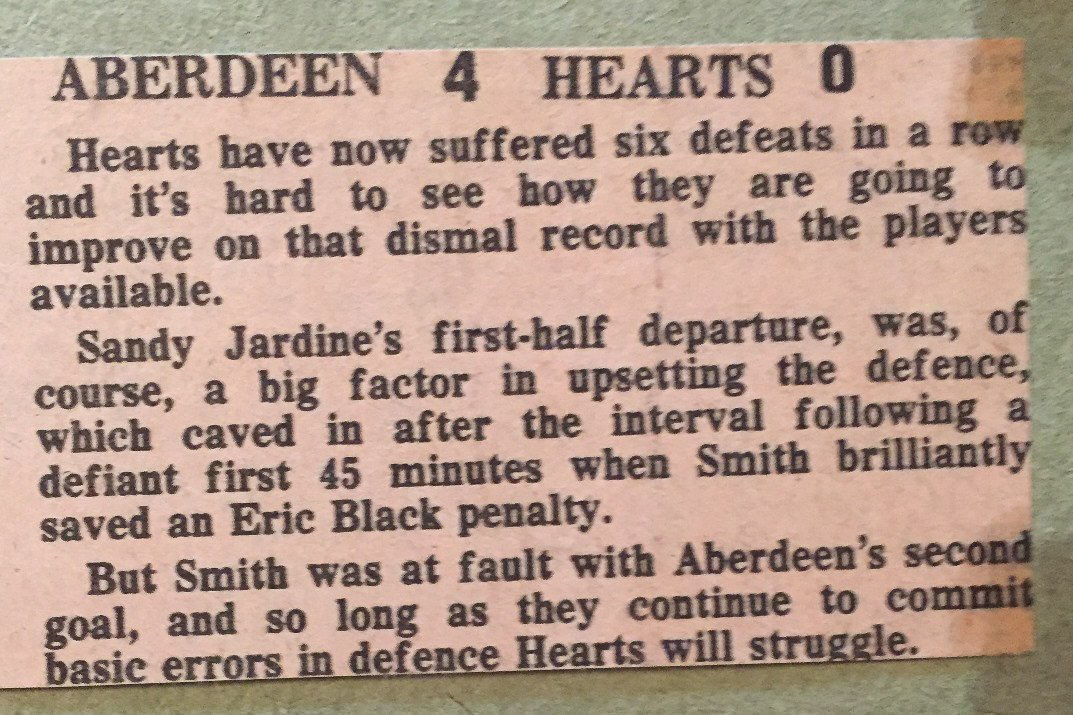 ABERDEEN 4 HEARTS 0
Hearts have now suffered six defeats in a row
and it's hard to see how they are going to
improve on that dismal record with the players
available.
Sandy Jardine's first-half departure, was, of
course, a big factor in upsetting the defence,
which caved in after the interval following a
defiant first 45 minutes when Smith brilliantly
saved an Eric Black penalty.
But Smith was at fault with Aberdeen's second
goal, and so long as they continue to commit
basic errors in defence Hearts will struggle.